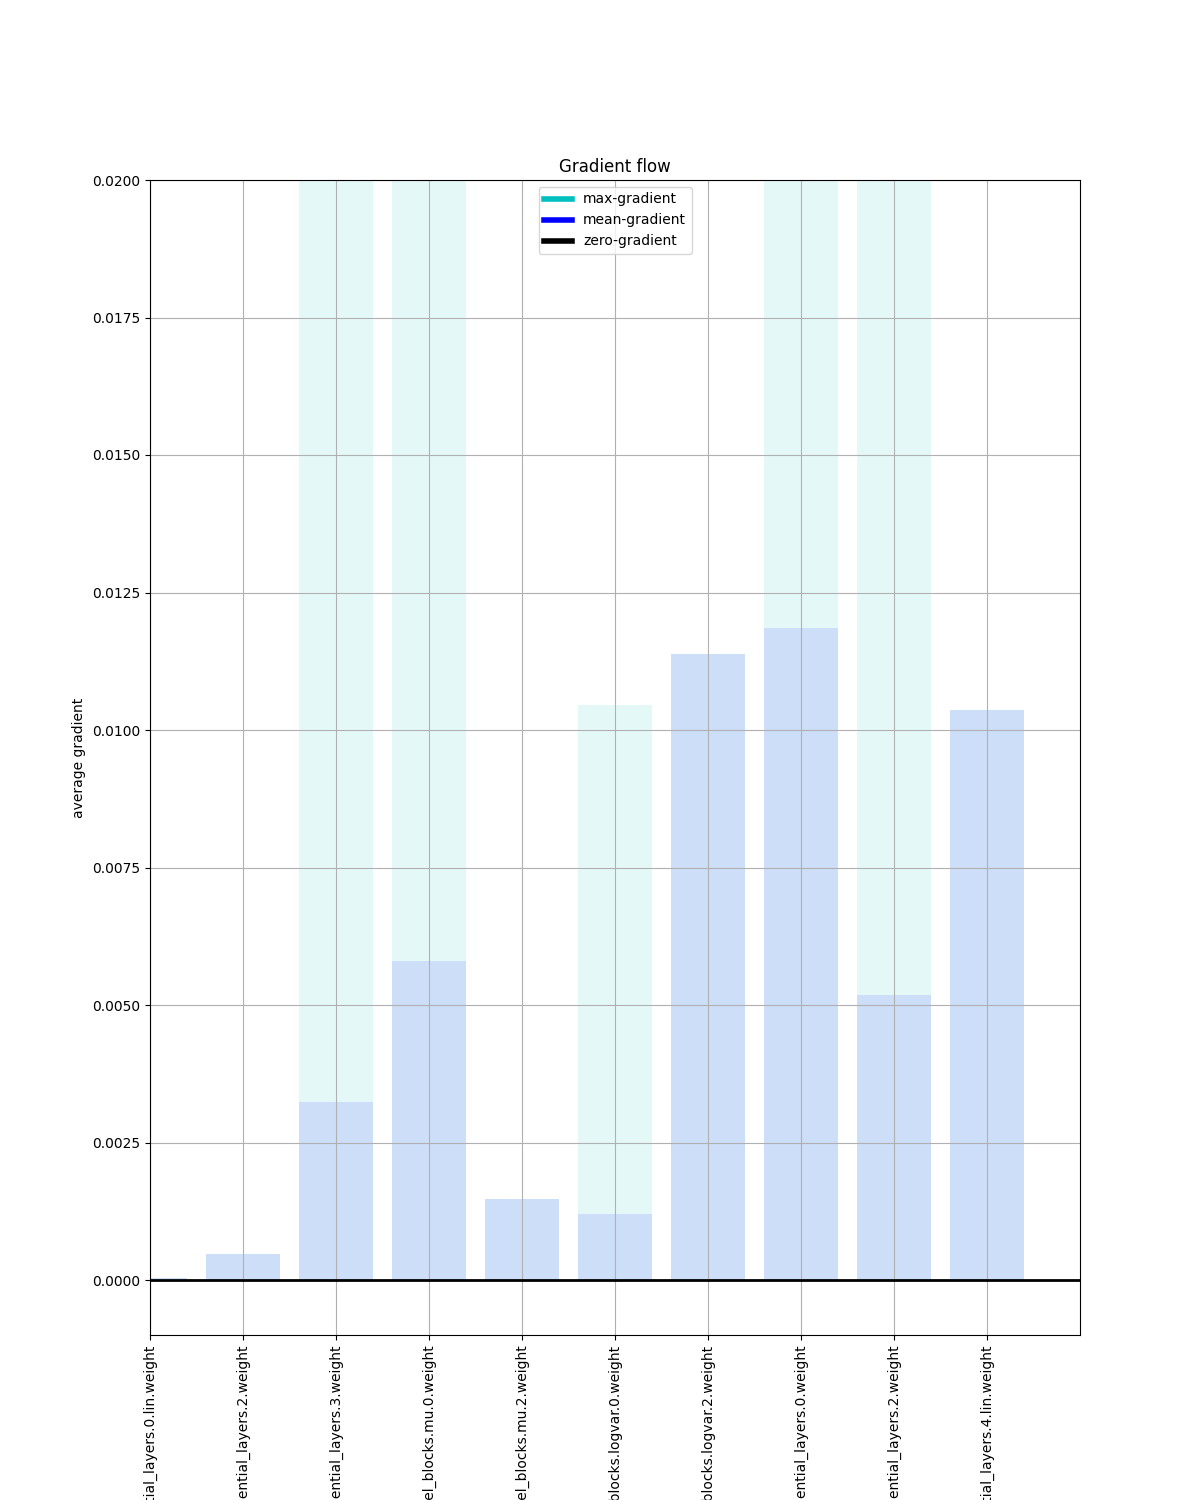 Gradient flow
max-gradient
mean-gradient
zero-gradient
0.0200
0.0175
0.0150
0.0125
0.0100
0.0075
0.0050
0.0025
0.0000
average gradient
tial_layers.0.lin.weight
ential_layers.2.weight
ential_layers.3.weight
el_blocks.mu.0.weight
el_blocks.mu.2.weight
blocks.logvar.0.weight
blocks.logvar.2.weight
ential_layers.0.weight
ential_layers.2.weight
tial_layers.4.lin.weight